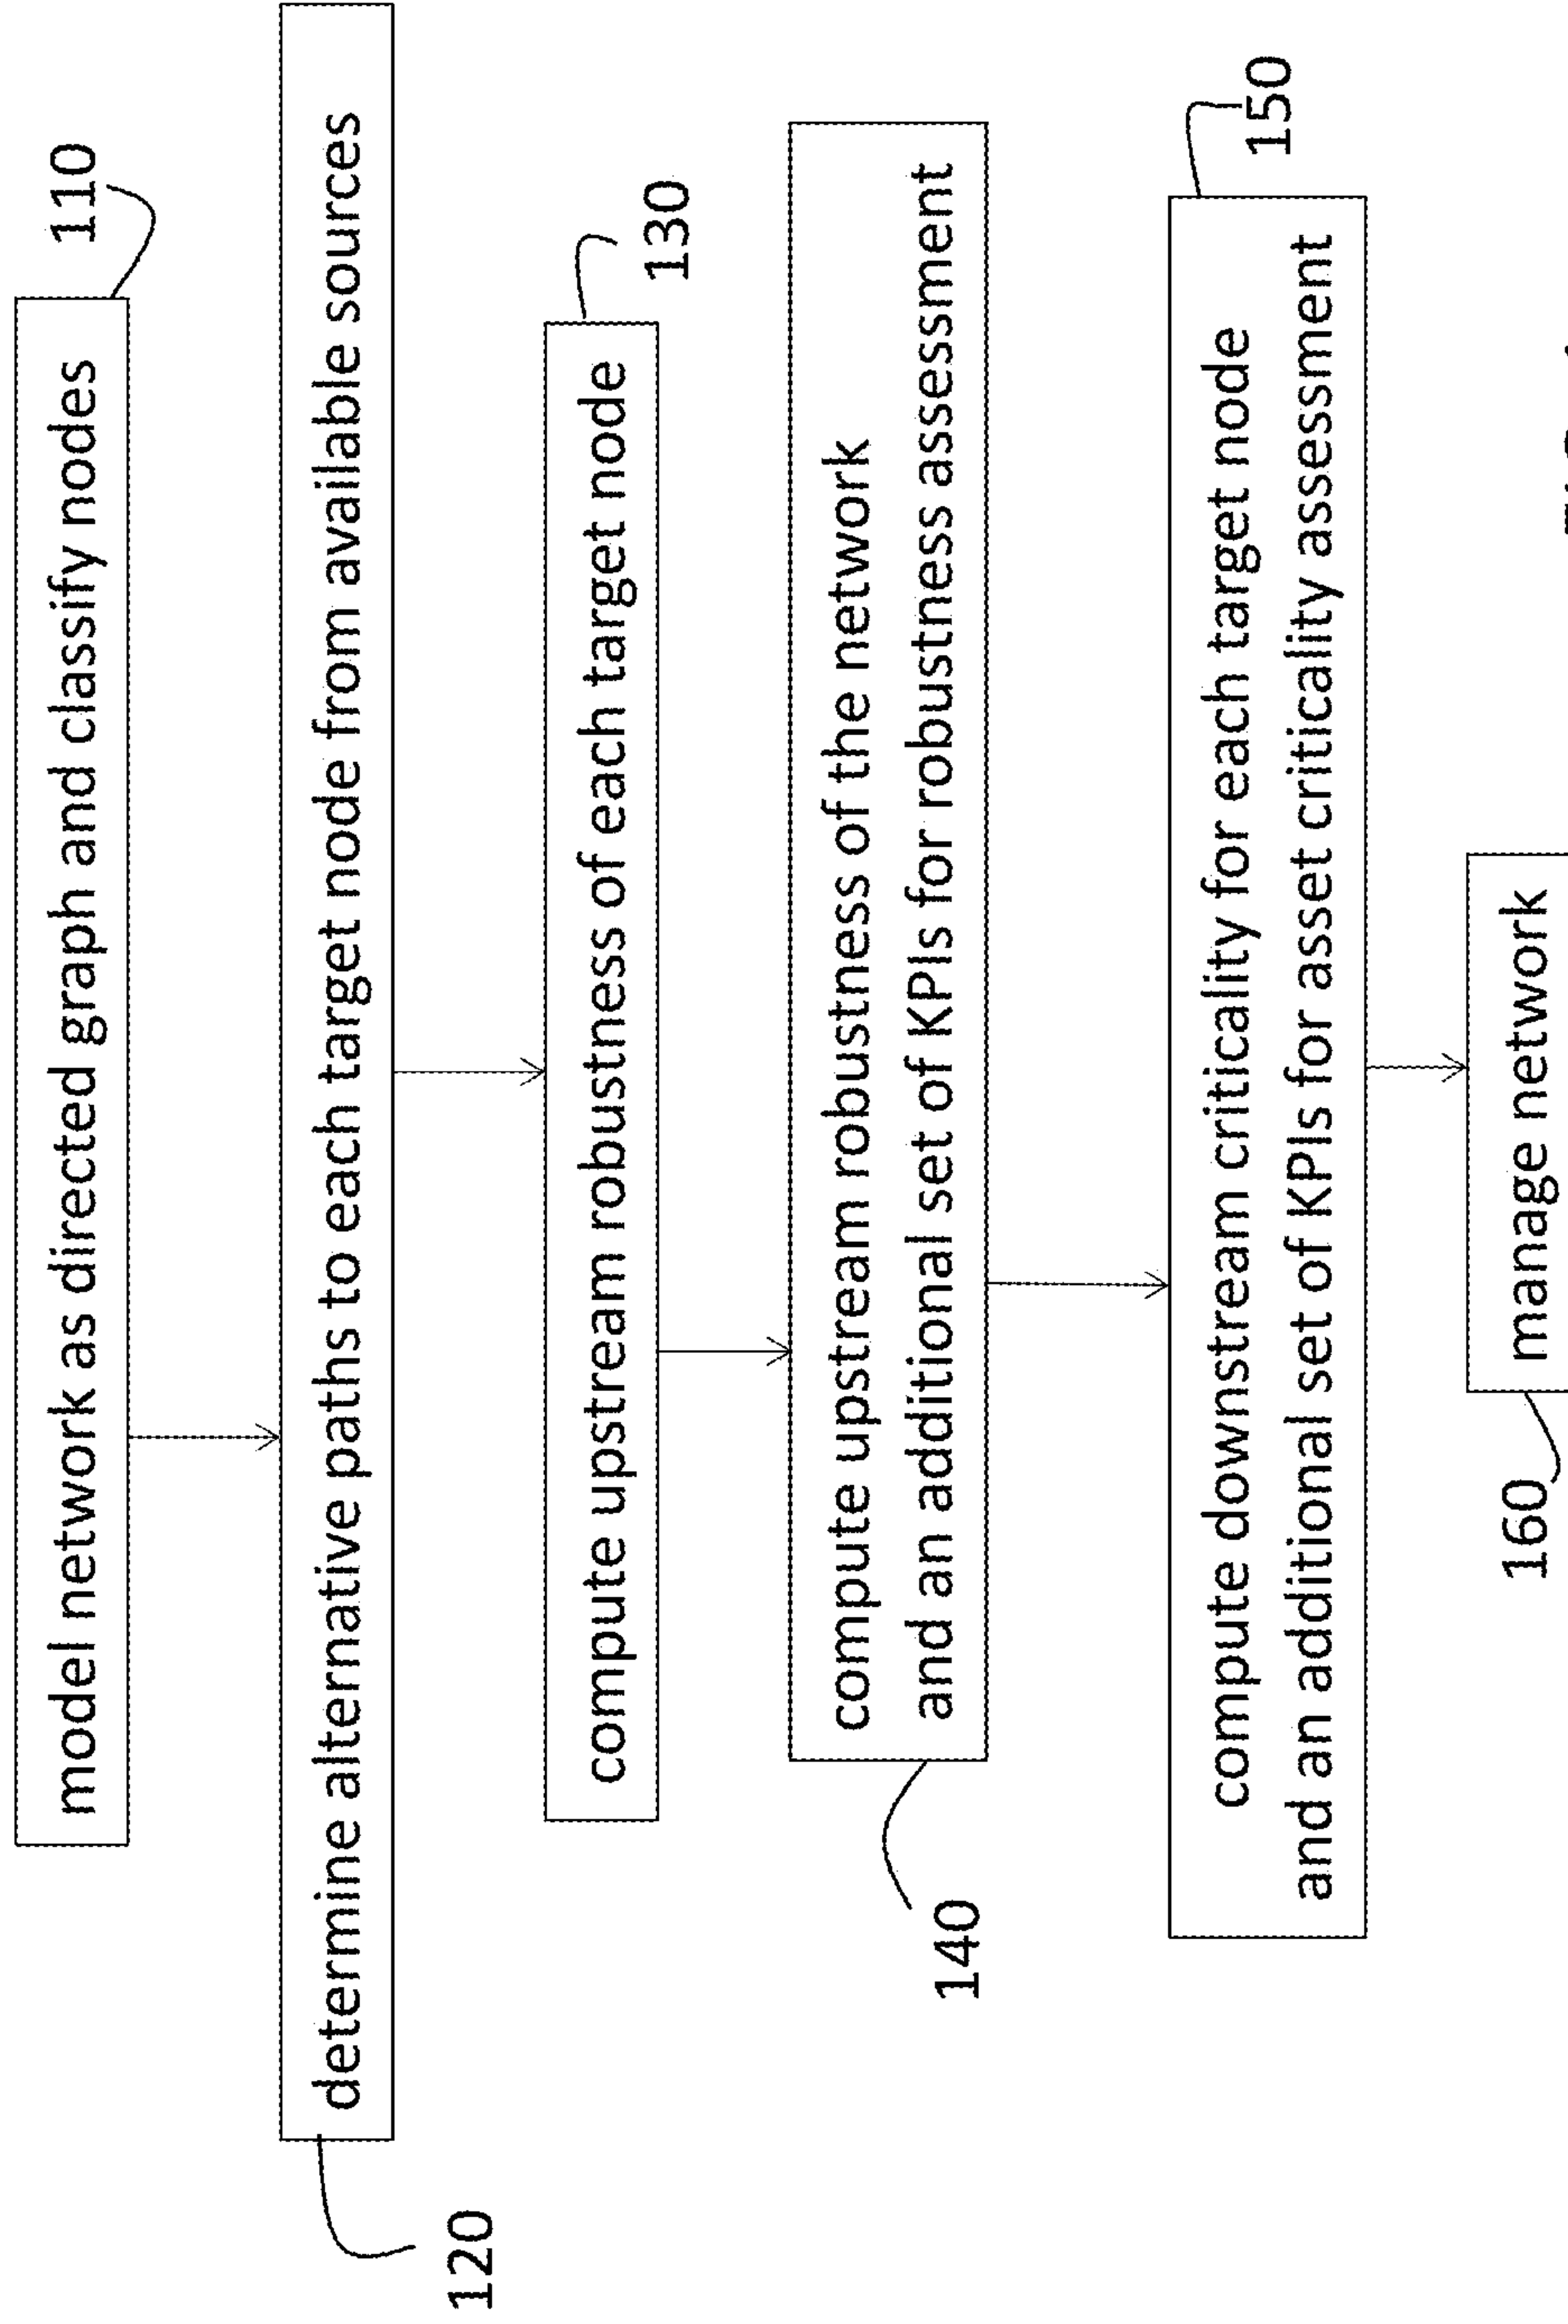 model network as directed graph and classify nodes
110
determine alternative paths to each target node from available sources
120
compute upstream robustness of each target node
130
compute upstream robustness of the network
and an additional set of KPIs for robustness assessment
140
compute downstream criticality for each target node
and an additional set of KPIs for asset criticality assessment
150
manage network
160